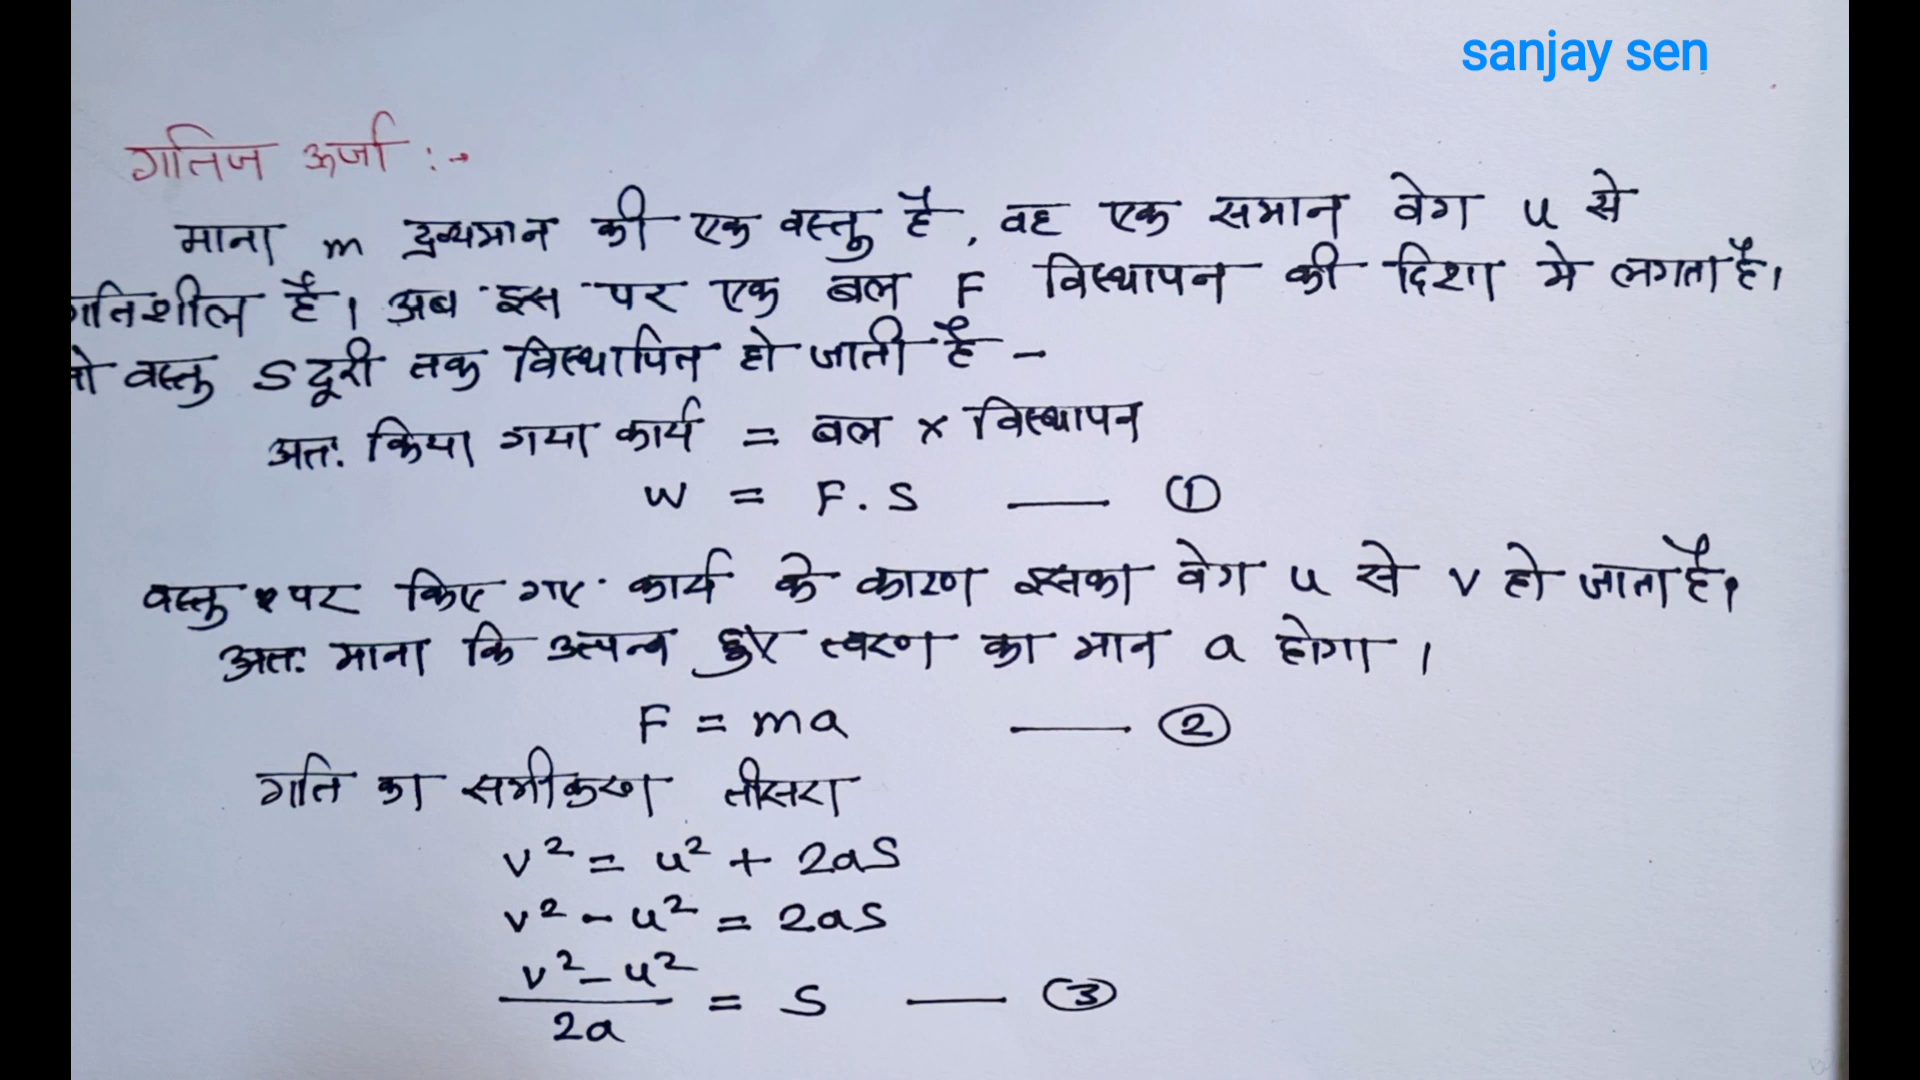 sanjay sen
गतिज ऊर्जा :-
माना m द्रव्यमान की एक वस्तु है, वह एक समान वेग u से
गतिशील है। अब इस पर एक बल F विस्थापन की दिशा मे लगता है।
तो वस्तु S दूरी तक विस्थापित हो जाती है -
अत: किया गया कार्य = बल × विस्थापन
W = F.S —— ①
वस्तु पर किए गए कार्य के कारण इसका वेग u से v हो जाता है।
अत: माना कि उत्पन्न हुए त्वरण का मान a होगा ।
F = ma —— ②
गति का समीकरण तीसरा
v² = u² + 2aS
v² - u² = 2aS
v² - u²
/ 2a = S —— ③